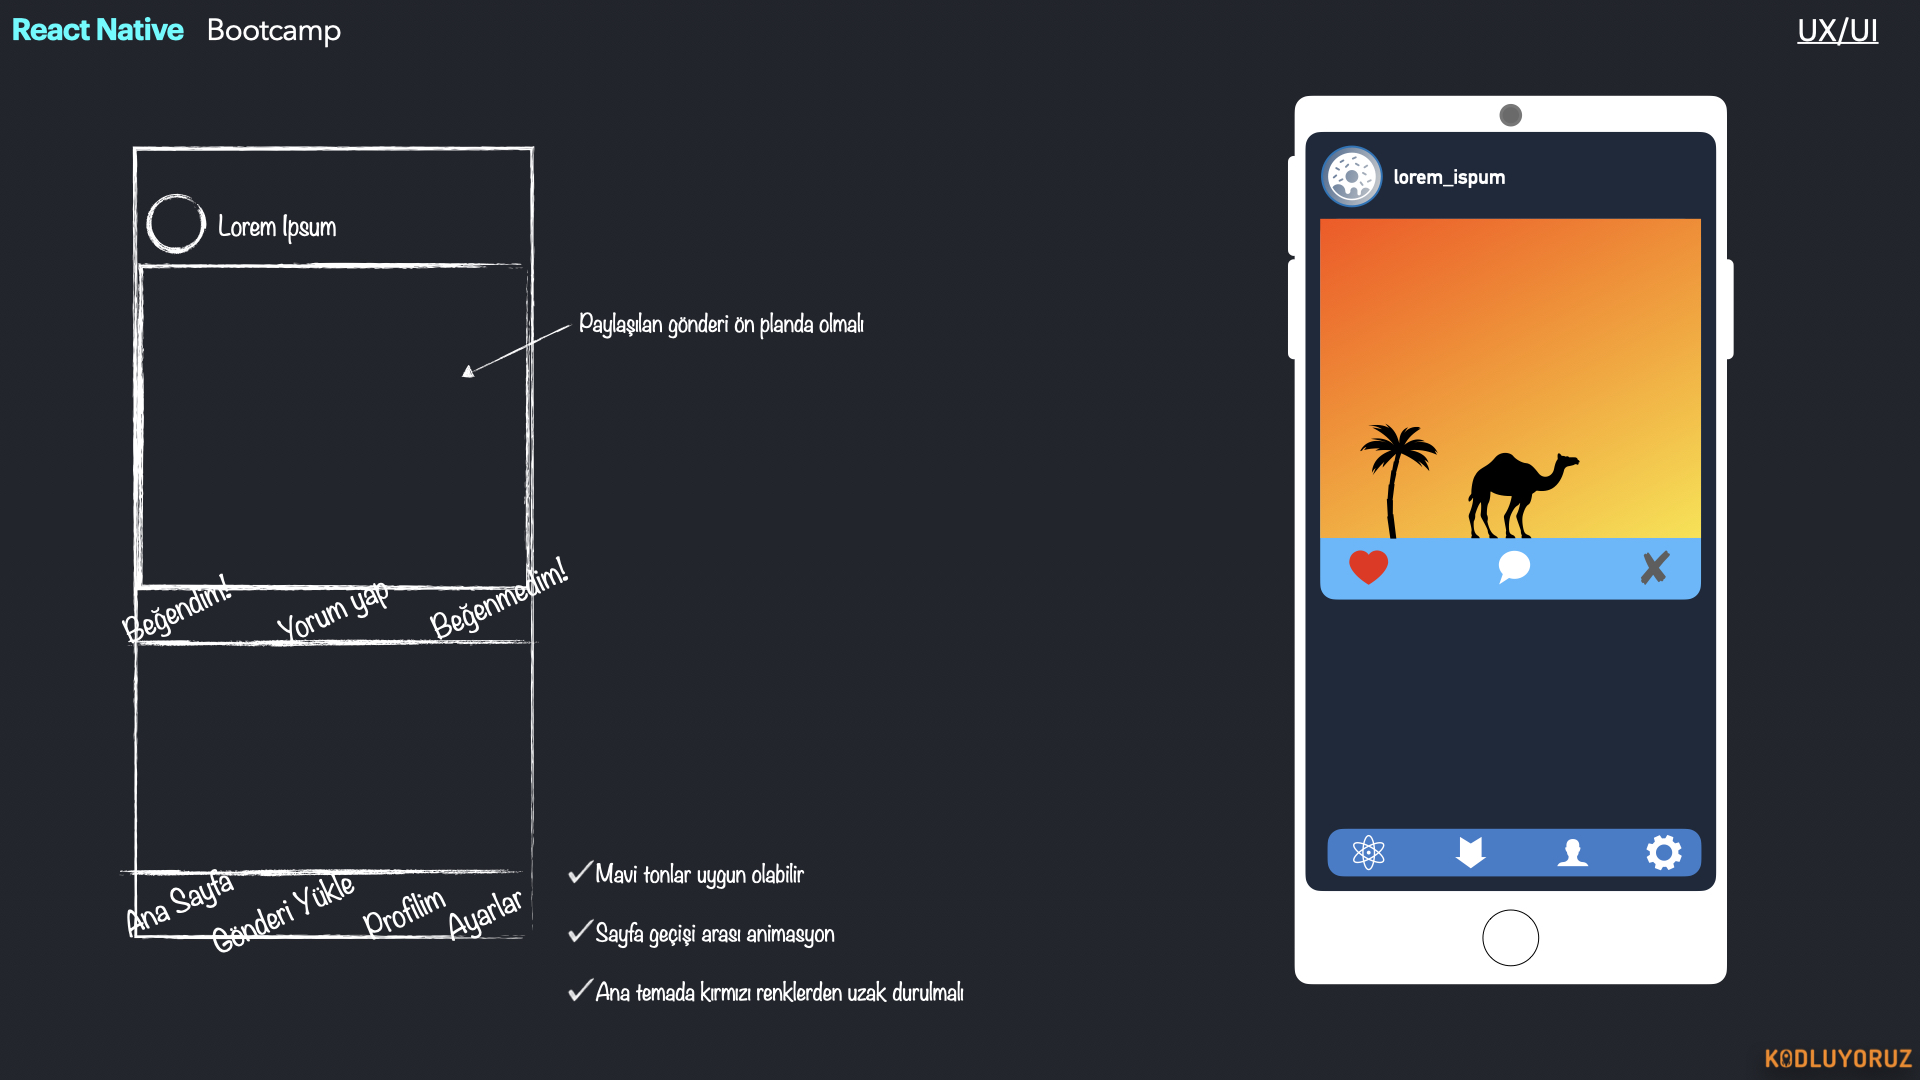 React Native Bootcamp
UX/UI
Lorem Ipsum
Paylaşılan gönderi ön planda olmalı
Beğendim!
Yorum yap
Beğenmedim!
Ana Sayfa
Gönderi Yükle
Profilim
Ayarlar
✓Mavi tonlar uygun olabilir
✓Sayfa geçişi arası animasyon
✓Ana temada kırmızı renklerden uzak durulmalı
lorem_ispum
KODLUYORUZ